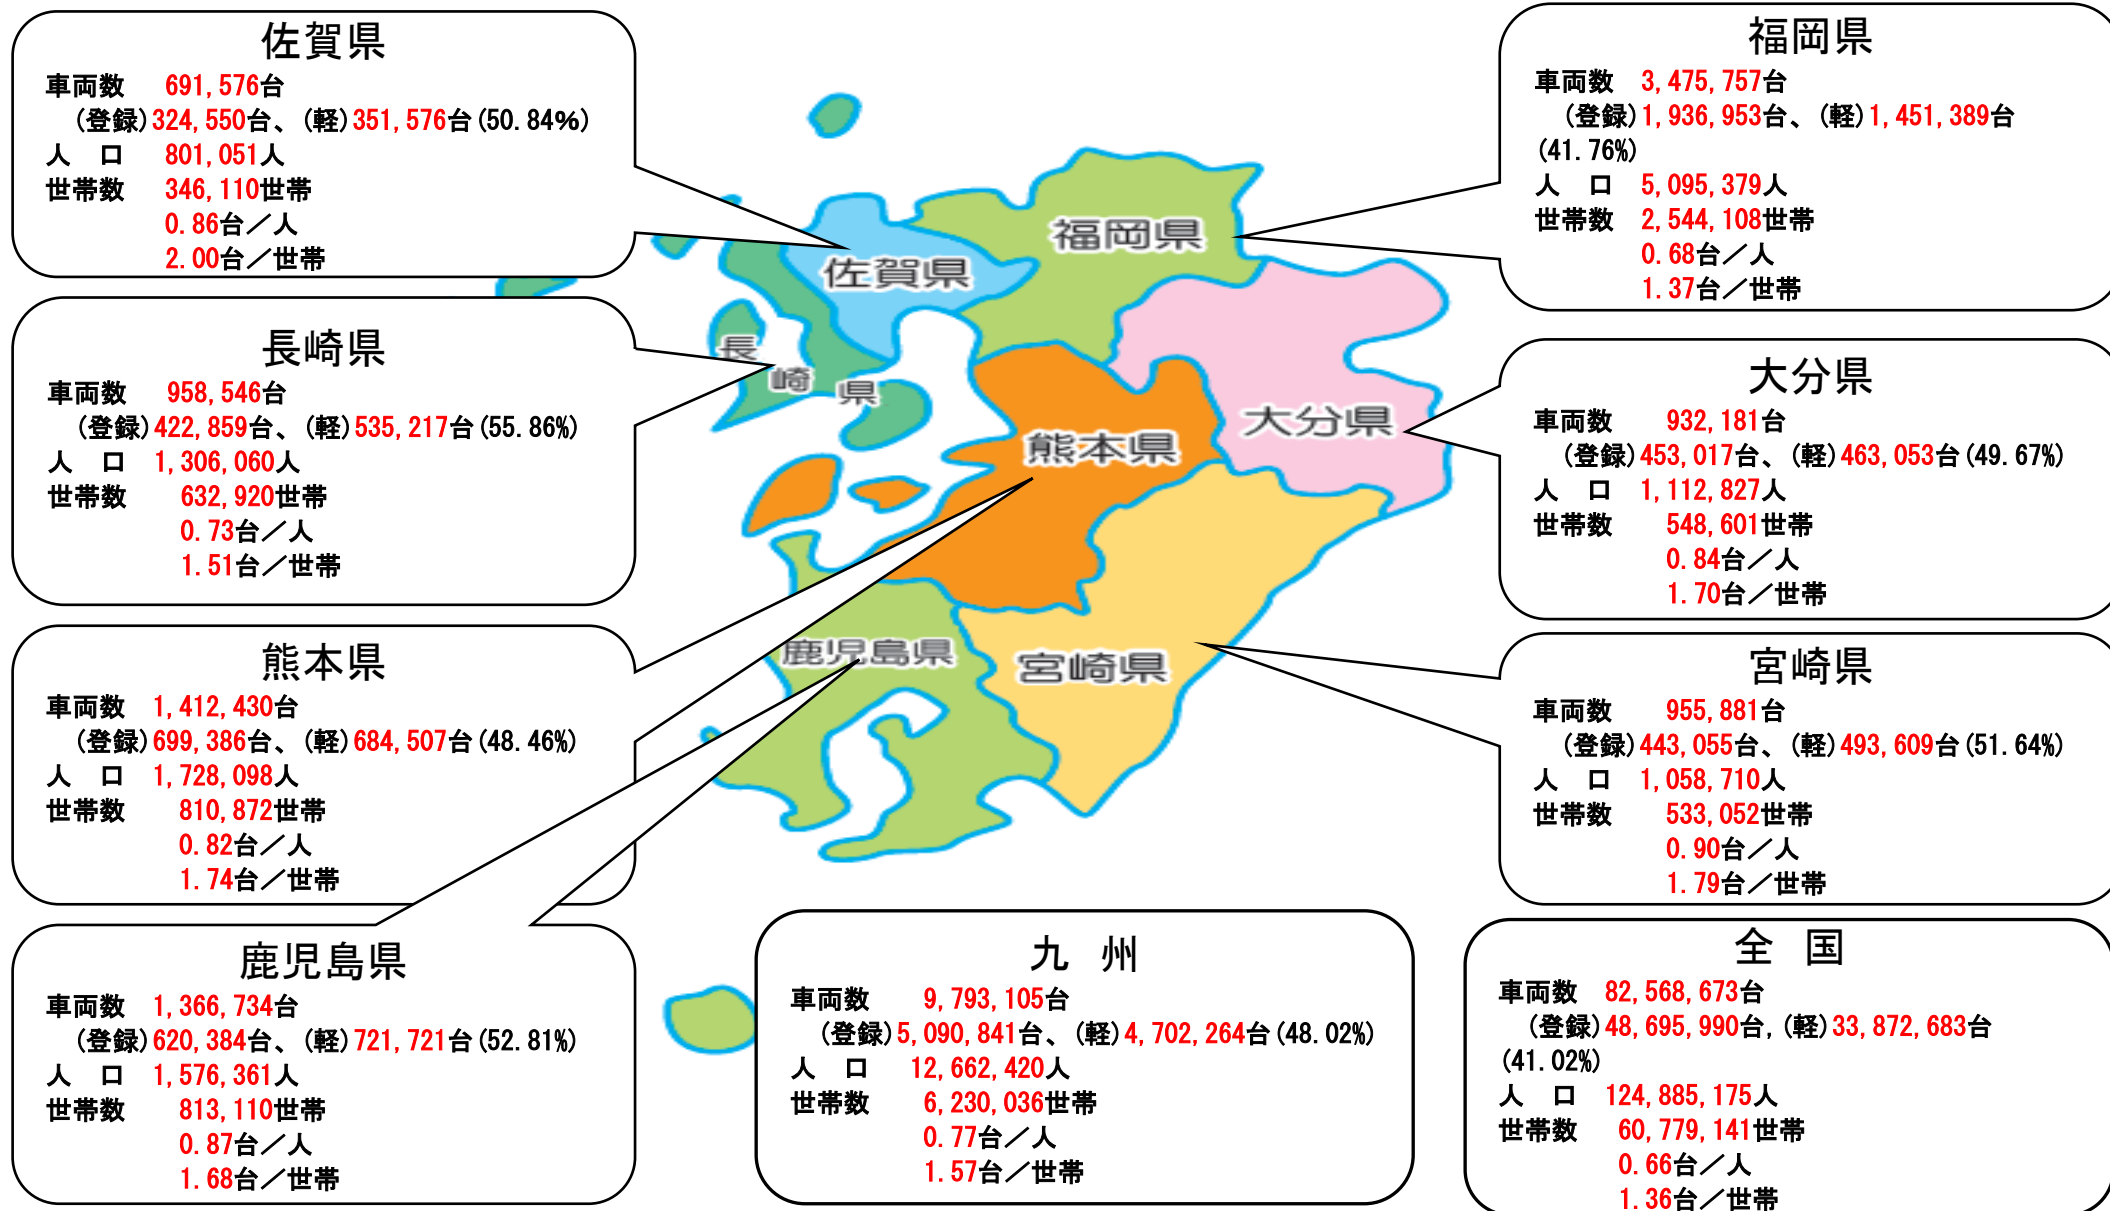 佐賀県
車両数 691,576台
(登録)324,550台、(軽)351,576台(50.84%)
人 口 801,051人
世帯数 346,110世帯
0.86台／人
2.00台／世帯
長崎県
車両数 958,546台
(登録)422,859台、(軽)535,217台(55.86%)
人 口 1,306,060人
世帯数 632,920世帯
0.73台／人
1.51台／世帯
熊本県
車両数 1,412,430台
(登録)699,386台、(軽)684,507台(48.46%)
人 口 1,728,098人
世帯数 810,872世帯
0.82台／人
1.74台／世帯
鹿児島県
車両数 1,366,734台
(登録)620,384台、(軽)721,721台(52.81%)
人 口 1,576,361人
世帯数 813,110世帯
0.87台／人
1.68台／世帯
福岡県
佐賀県
長崎県
熊本県
大分県
鹿児島県
宮崎県
福岡県
車両数 3,475,757台
(登録)1,936,953台、(軽)1,451,389台
(41.76%)
人 口 5,095,379人
世帯数 2,544,108世帯
0.68台／人
1.37台／世帯
大分県
車両数 932,181台
(登録)453,017台、(軽)463,053台(49.67%)
人 口 1,112,827人
世帯数 548,601世帯
0.84台／人
1.70台／世帯
宮崎県
車両数 955,881台
(登録)443,055台、(軽)493,609台(51.64%)
人 口 1,058,710人
世帯数 533,052世帯
0.90台／人
1.79台／世帯
九 州
車両数 9,793,105台
(登録)5,090,841台、(軽)4,702,264台(48.02%)
人 口 12,662,420人
世帯数 6,230,036世帯
0.77台／人
1.57台／世帯
全 国
車両数 82,568,673台
(登録)48,695,990台,(軽)33,872,683台
(41.02%)
人 口 124,885,175人
世帯数 60,779,141世帯
0.66台／人
1.36台／世帯